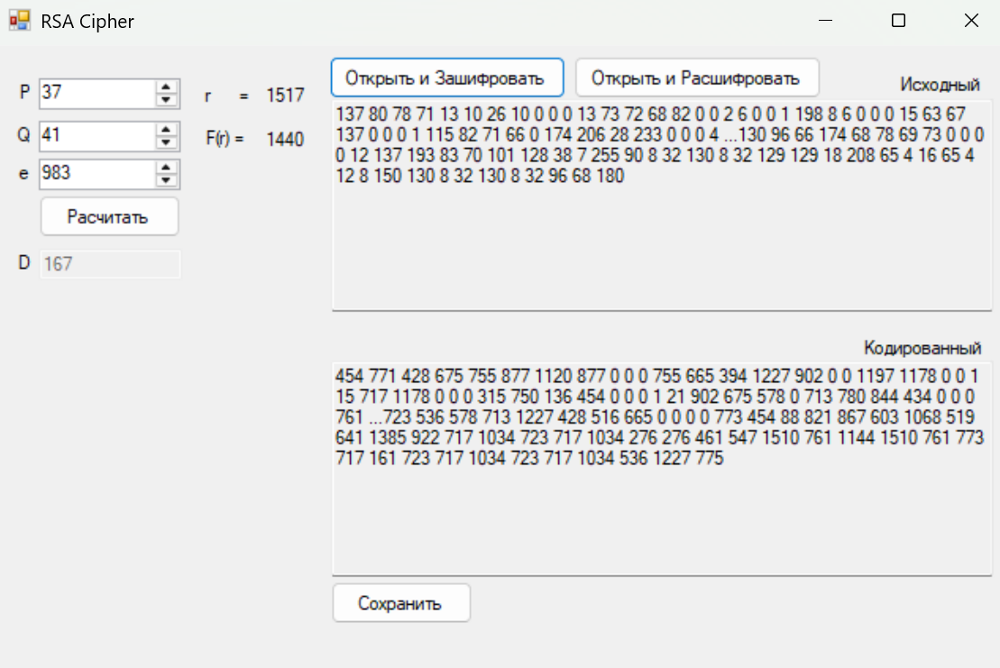 RSA Cipher
P 37
r = 1517
Q 41
F(r) = 1440
e 983
Расчитать
D 167
Открыть и Зашифровать
Открыть и Расшифровать
Исходный
137 80 78 71 13 10 26 10 0 0 0 13 73 72 68 82 0 0 2 6 0 0 1 198 8 6 0 0 0 15 63 67
137 0 0 0 1 115 82 71 66 0 174 206 28 233 0 0 0 4 ...130 96 66 174 68 78 69 73 0 0 0
0 12 137 193 83 70 101 128 38 7 255 90 8 32 130 8 32 129 129 18 208 65 4 16 65 4
12 8 150 130 8 32 130 8 32 96 68 180
Кодированный
454 771 428 675 755 877 1120 877 0 0 0 755 665 394 1227 902 0 0 1197 1178 0 0 1
15 717 1178 0 0 0 315 750 136 454 0 0 0 1 21 902 675 578 0 713 780 844 434 0 0 0
761 ...723 536 578 713 1227 428 516 665 0 0 0 0 773 454 88 821 867 603 1068 519
641 1385 922 717 1034 723 717 1034 276 276 461 547 1510 761 1144 1510 761 773
717 161 723 717 1034 723 717 1034 536 1227 775
Сохранить